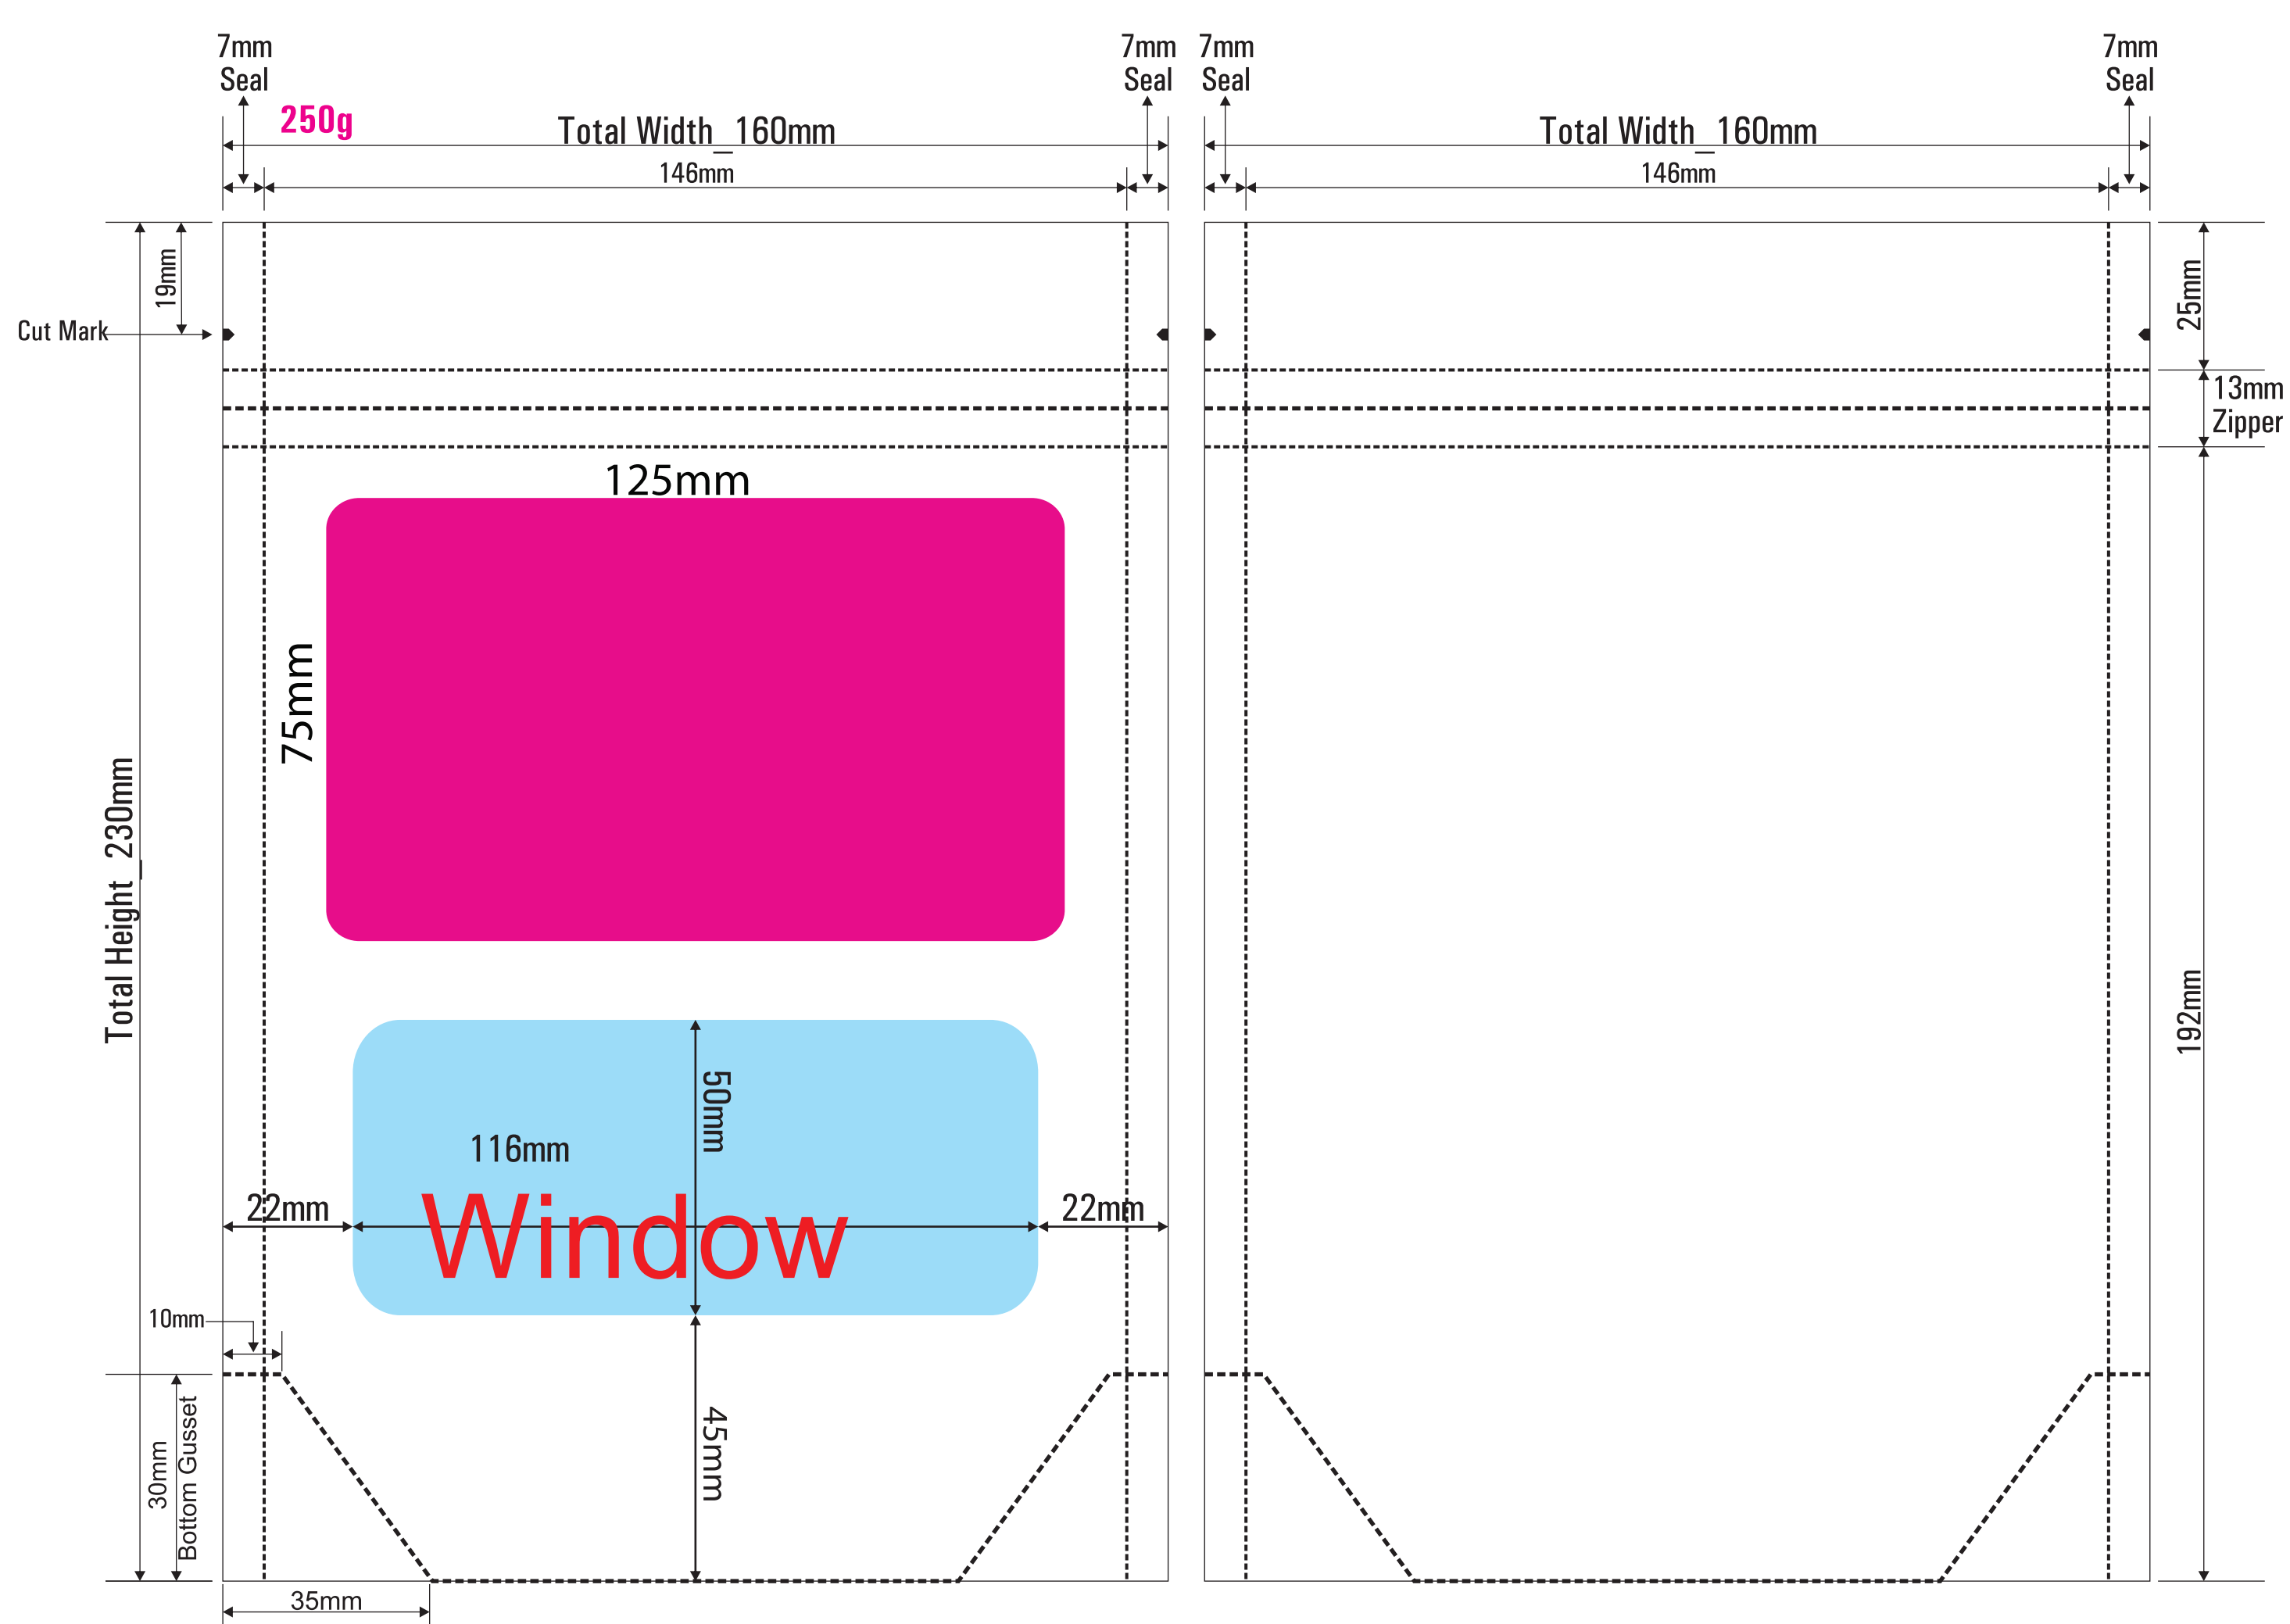 7mm
Seal
7mm
Seal
7mm
Seal
7mm
Seal
250g
Total Width_160mm
Total Width_160mm
146mm
146mm
19mm
Cut Mark
25mm
13mm
Zipper
125mm
75mm
Total Height_230mm
192mm
50mm
116mm
22mm
Window
22mm
10mm
45mm
30mm
Bottom Gusset
35mm